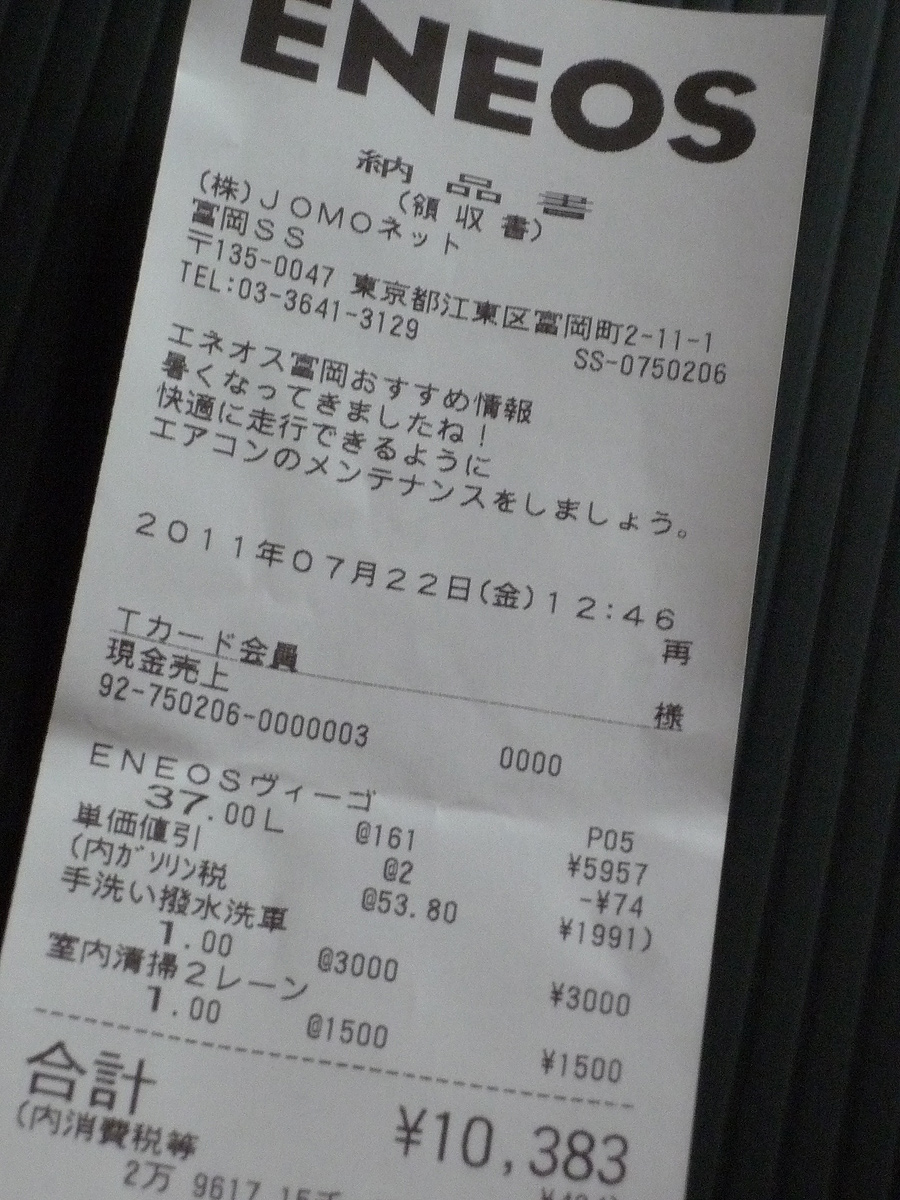 ENEOS
納品書
(領収書)
(株)ＪＯＭＯネット
富岡ＳＳ
〒135-0047 東京都江東区富岡町2-11-1
TEL:03-3641-3129
SS-0750206
エネオス富岡おすすめ情報
暑くなってきましたね！
快適に走行できるように
エアコンのメンテナンスをしましょう。
２０１１年０７月２２日(金)１２:４６
再
Ｔカード会員 様
現金売上
92-750206-0000003 0000
ＥＮＥＯＳヴィーゴ P05
37.00Ｌ @161 ¥5957
単価値引 @2 -¥74
(内ｶﾞｿﾘﾝ税 @53.80 ¥1991)
手洗い撥水洗車
1.00 @3000 ¥3000
室内清掃２レーン
1.00 @1500 ¥1500
合計 ¥10,383
(内消費税等
2万 9617